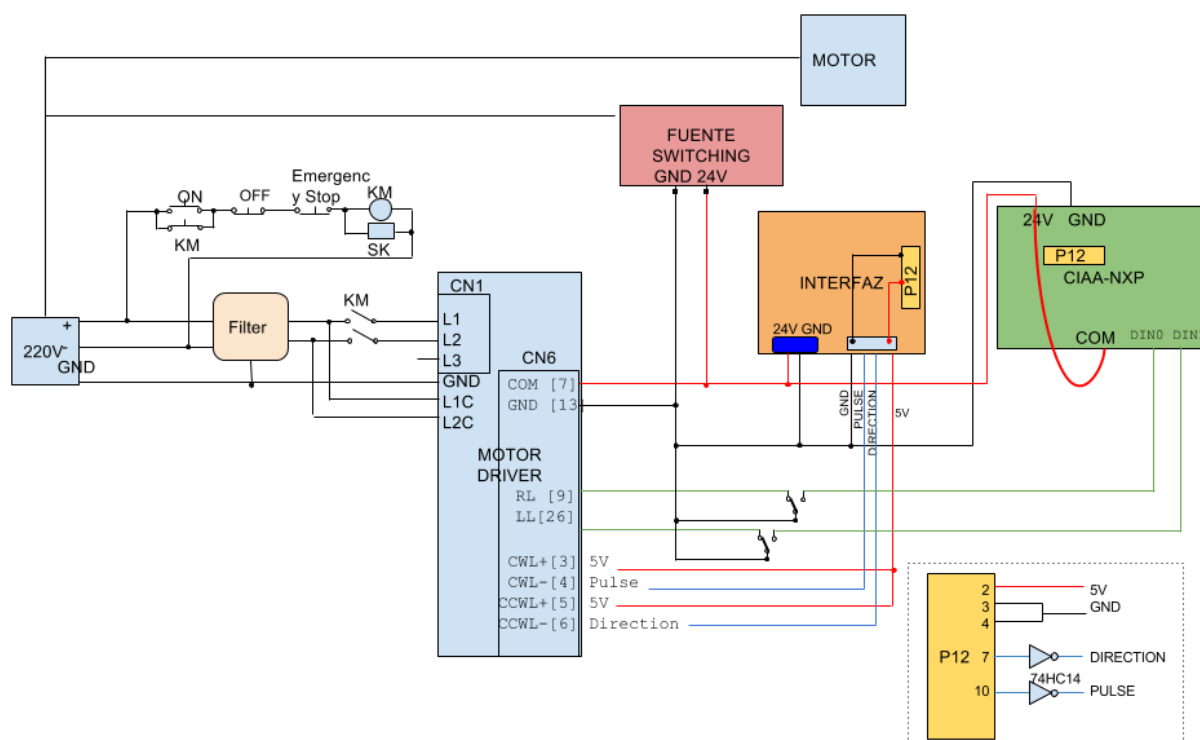 MOTOR
FUENTE
SWITCHING
GND 24V
Emergenc
y Stop
ON
OFF
KM
KM
SK
24V GND
P12
CIAA-NXP
COM
DIN0
DIN
INTERFAZ
P12
24V GND
CN1
KM
Filter
+
220V
-
GND
L1
L2
L3
GND
L1C
L2C
CN6
COM [7]
GND [13]
MOTOR
DRIVER
RL [9]
LL[26]
CWL+[3] 5V
CWL-[4] Pulse
CCWL+[5] 5V
CCWL-[6] Direction
GND
PULSE
DIRECTION
5V
P12
2
3
4
7
10
5V
GND
DIRECTION
74HC14
PULSE